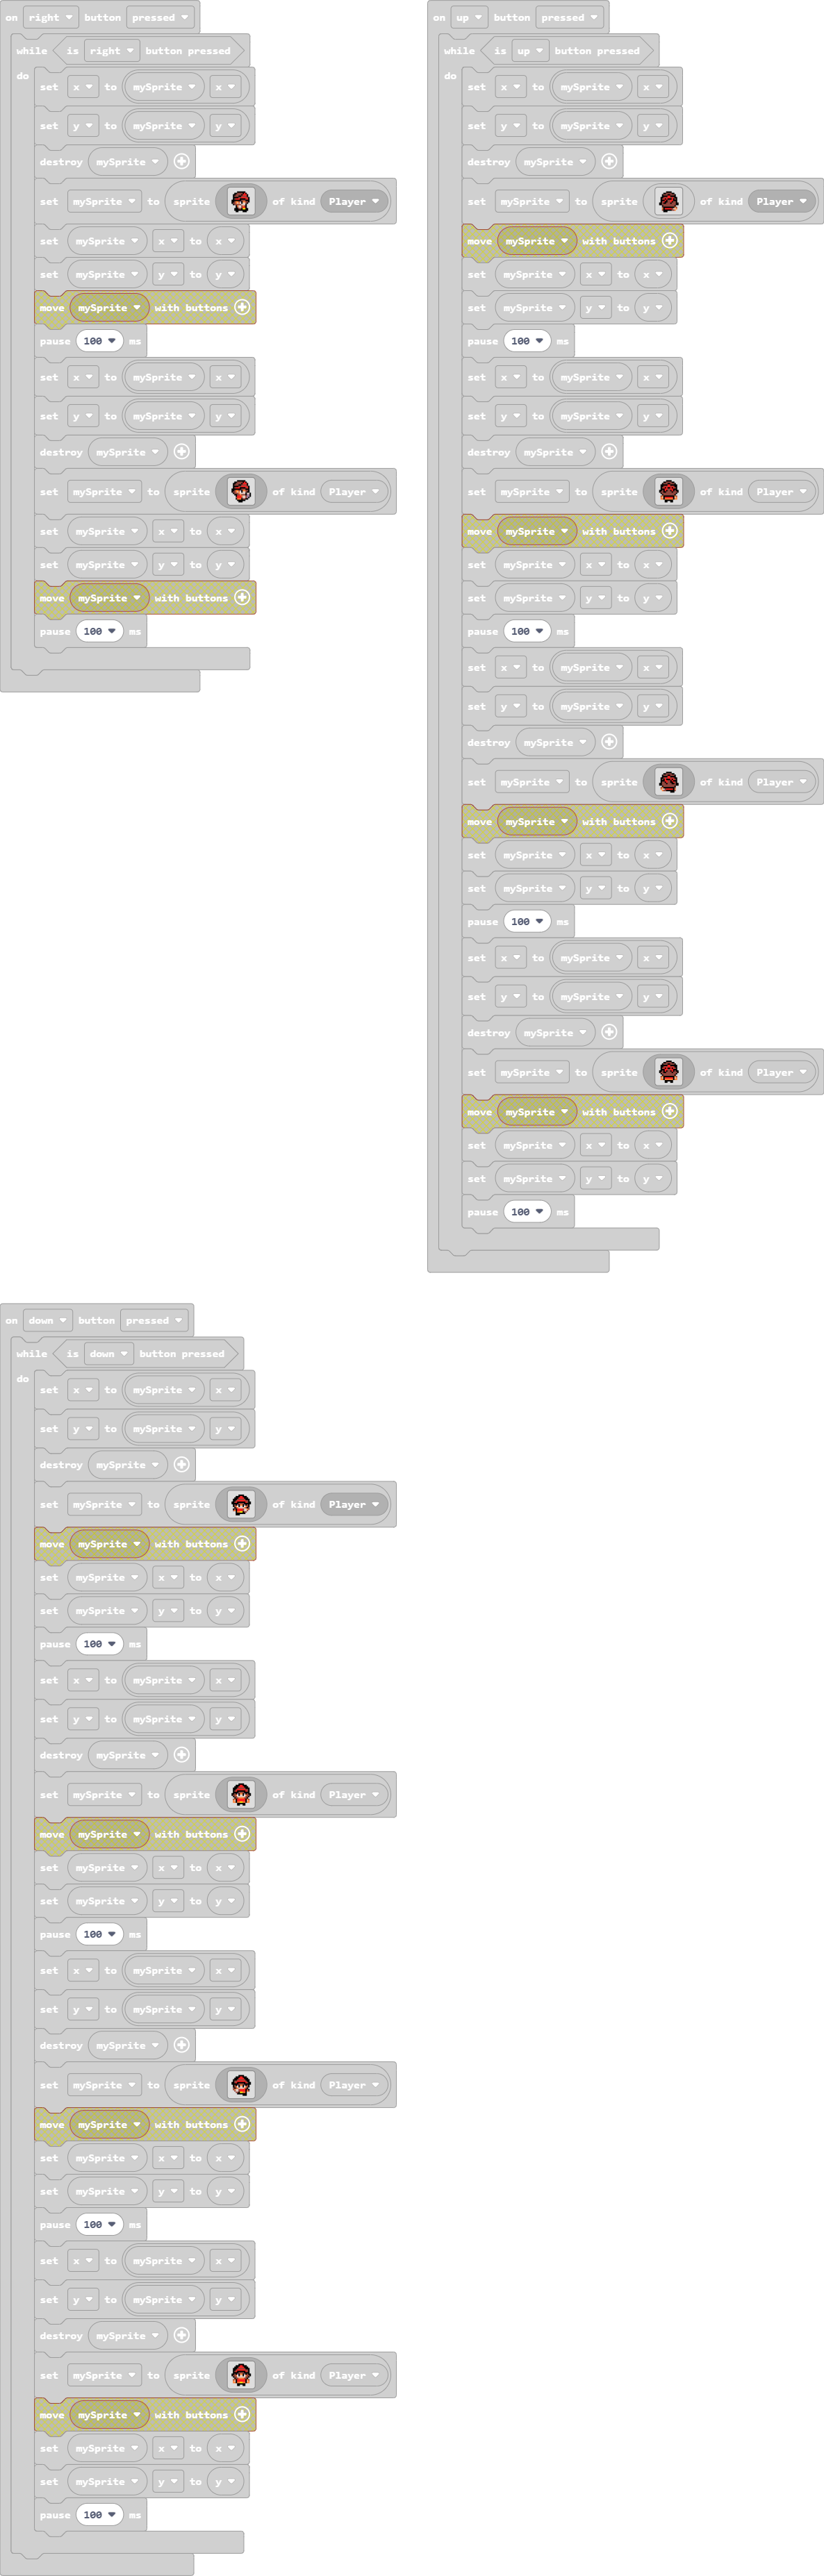 on right button pressed
while is right button pressed
do
set x to mySprite x
set y to mySprite y
destroy mySprite
set mySprite to sprite of kind Player
set mySprite x to x
set mySprite y to y
move mySprite with buttons
pause 100 ms
set x to mySprite x
set y to mySprite y
destroy mySprite
set mySprite to sprite of kind Player
set mySprite x to x
set mySprite y to y
move mySprite with buttons
pause 100 ms
on up button pressed
while is up button pressed
do
set x to mySprite x
set y to mySprite y
destroy mySprite
set mySprite to sprite of kind Player
move mySprite with buttons
set mySprite x to x
set mySprite y to y
pause 100 ms
set x to mySprite x
set y to mySprite y
destroy mySprite
set mySprite to sprite of kind Player
move mySprite with buttons
set mySprite x to x
set mySprite y to y
pause 100 ms
set x to mySprite x
set y to mySprite y
destroy mySprite
set mySprite to sprite of kind Player
move mySprite with buttons
set mySprite x to x
set mySprite y to y
pause 100 ms
set x to mySprite x
set y to mySprite y
destroy mySprite
set mySprite to sprite of kind Player
move mySprite with buttons
set mySprite x to x
set mySprite y to y
pause 100 ms
on down button pressed
while is down button pressed
do
set x to mySprite x
set y to mySprite y
destroy mySprite
set mySprite to sprite of kind Player
move mySprite with buttons
set mySprite x to x
set mySprite y to y
pause 100 ms
set x to mySprite x
set y to mySprite y
destroy mySprite
set mySprite to sprite of kind Player
move mySprite with buttons
set mySprite x to x
set mySprite y to y
pause 100 ms
set x to mySprite x
set y to mySprite y
destroy mySprite
set mySprite to sprite of kind Player
move mySprite with buttons
set mySprite x to x
set mySprite y to y
pause 100 ms
set x to mySprite x
set y to mySprite y
destroy mySprite
set mySprite to sprite of kind Player
move mySprite with buttons
set mySprite x to x
set mySprite y to y
pause 100 ms